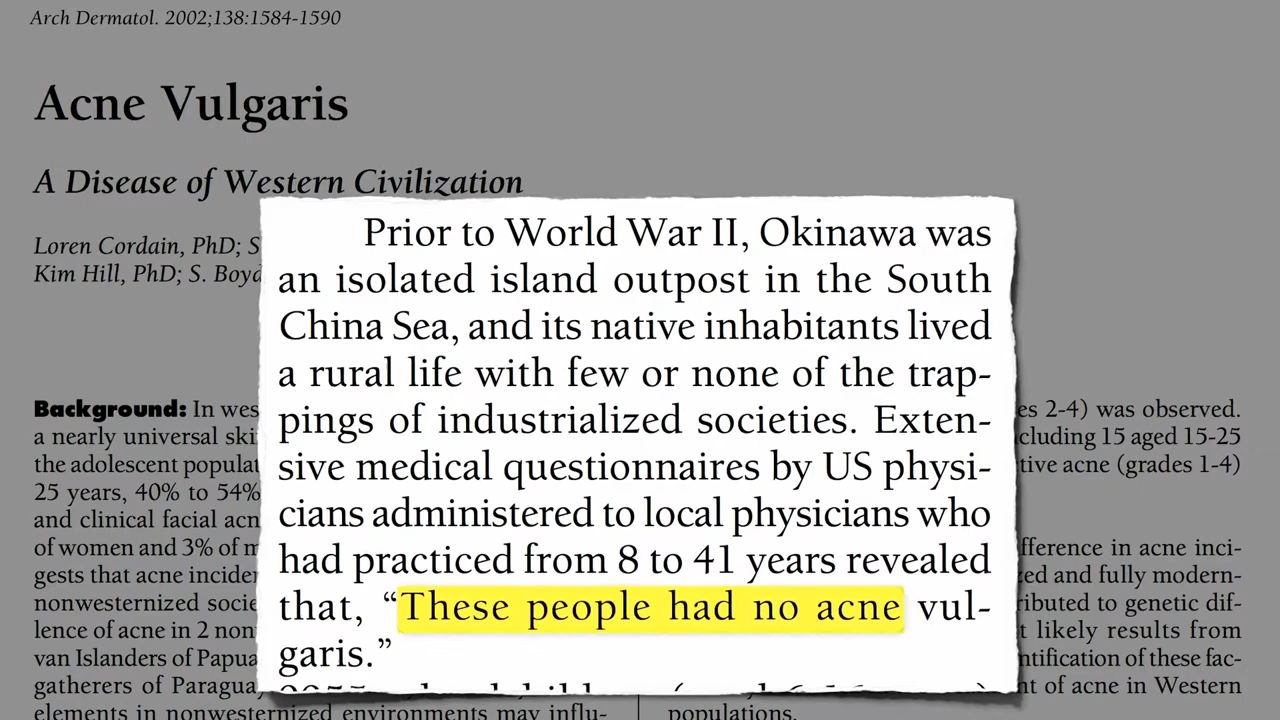 Arch Dermatol. 2002;138:1584-1590
Acne Vulgaris
A Disease of Western Civilization
Loren Cordain, PhD; S
Kim Hill, PhD; S. Boyd
Prior to World War II, Okinawa was
an isolated island outpost in the South
China Sea, and its native inhabitants lived
a rural life with few or none of the trap-
pings of industrialized societies. Exten-
sive medical questionnaires by US physi-
cians administered to local physicians who
had practiced from 8 to 41 years revealed
that, “These people had no acne vul-
garis.”
Background: In wes
a nearly universal ski
the adolescent populat
25 years, 40% to 54%
and clinical facial acn
of women and 3% of m
gests that acne inciden
nonwesternized socie
lence of acne in 2 non
van Islanders of Papua
gatherers of Paragua
elements in nonwesternized environments may influ-
es 2-4) was observed.
cluding 15 aged 15-25
tive acne (grades 1-4)
fference in acne inci-
zed and fully modern-
ributed to genetic dif-
t likely results from
ntification of these fac-
nt of acne in Western
populations.